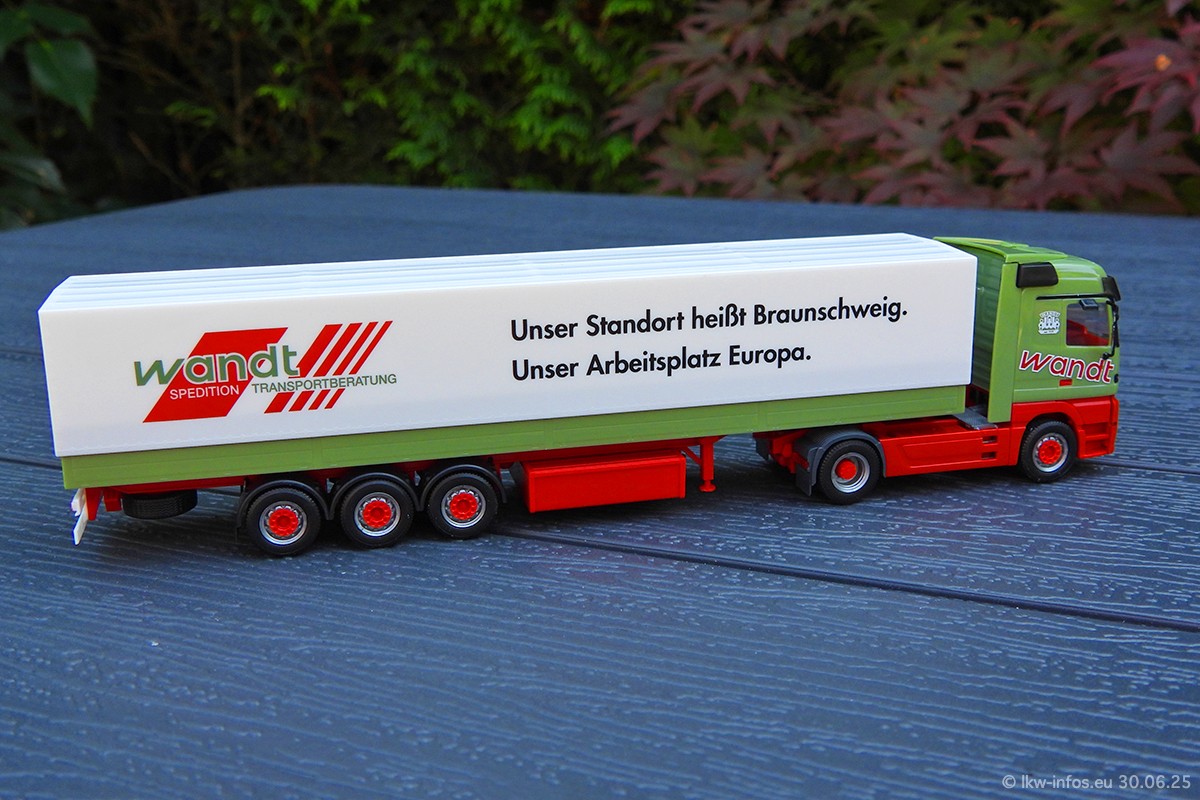 wandt
SPEDITION TRANSPORTBERATUNG
Unser Standort heißt Braunschweig.
Unser Arbeitsplatz Europa.
wandt
© lkw-infos.eu 30.06.25